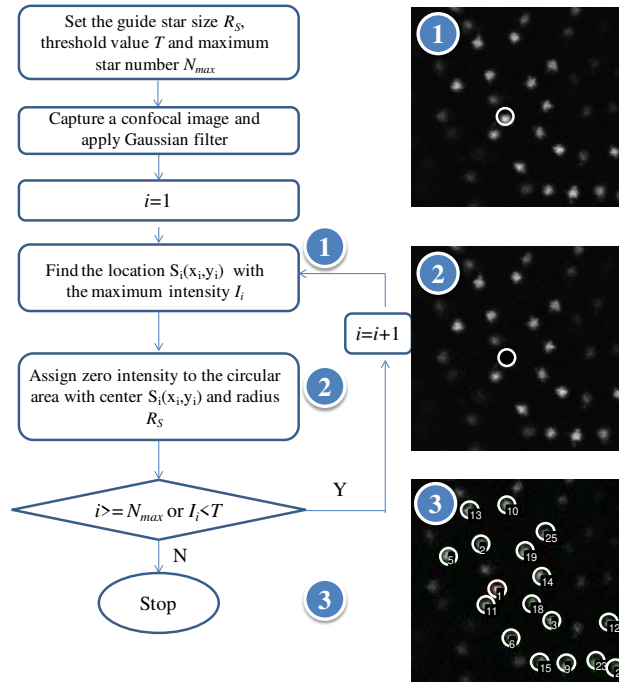 Set the guide star size R_S,
threshold value T and maximum
star number N_max
Capture a confocal image and
apply Gaussian filter
i=1
1
Find the location S_i(x_i,y_i) with
the maximum intensity I_i
i=i+1
2
Assign zero intensity to the circular
area with center S_i(x_i,y_i) and radius
R_S
Y
i>= N_max or I_i<T
N
Stop
3
1
2
3
13
10
25
2
19
5
14
1
11
18
3
12
6
15
9
23